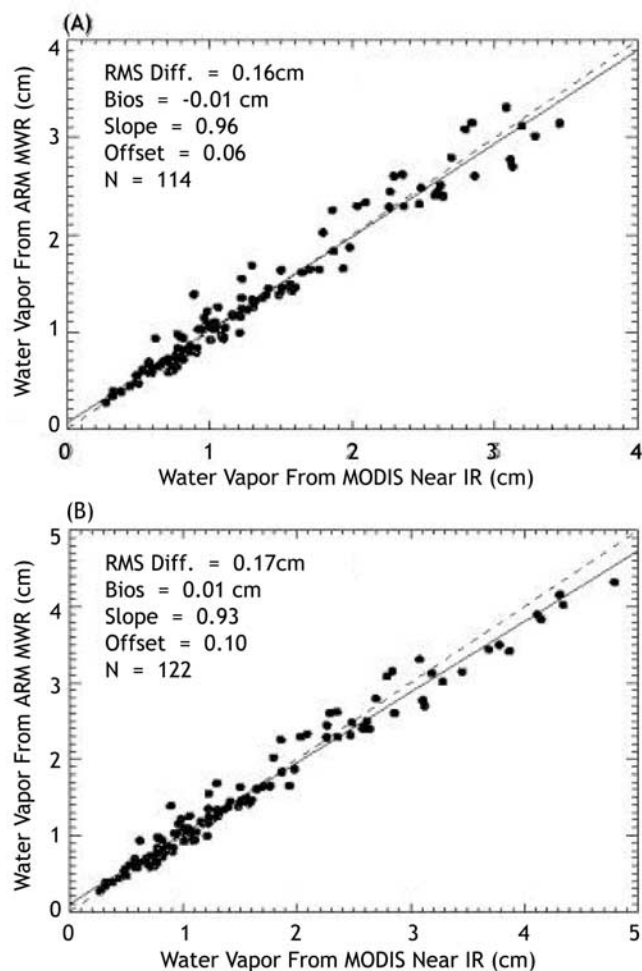 (A)
4
3
2
1
0
Water Vapor From ARM MWR (cm)
RMS Diff. = 0.16cm
Bios = -0.01 cm
Slope = 0.96
Offset = 0.06
N = 114
0 1 2 3 4
Water Vapor From MODIS Near IR (cm)
(B)
5
4
3
2
1
0
Water Vapor From ARM MWR (cm)
RMS Diff. = 0.17cm
Bios = 0.01 cm
Slope = 0.93
Offset = 0.10
N = 122
0 1 2 3 4 5
Water Vapor From MODIS Near IR (cm)